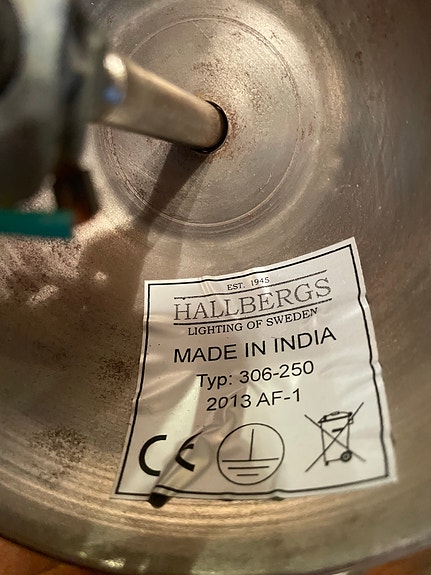 EST. 1945
HALLBERGS
LIGHTING OF SWEDEN
MADE IN INDIA
Typ: 306-250
2013 AF-1
CE